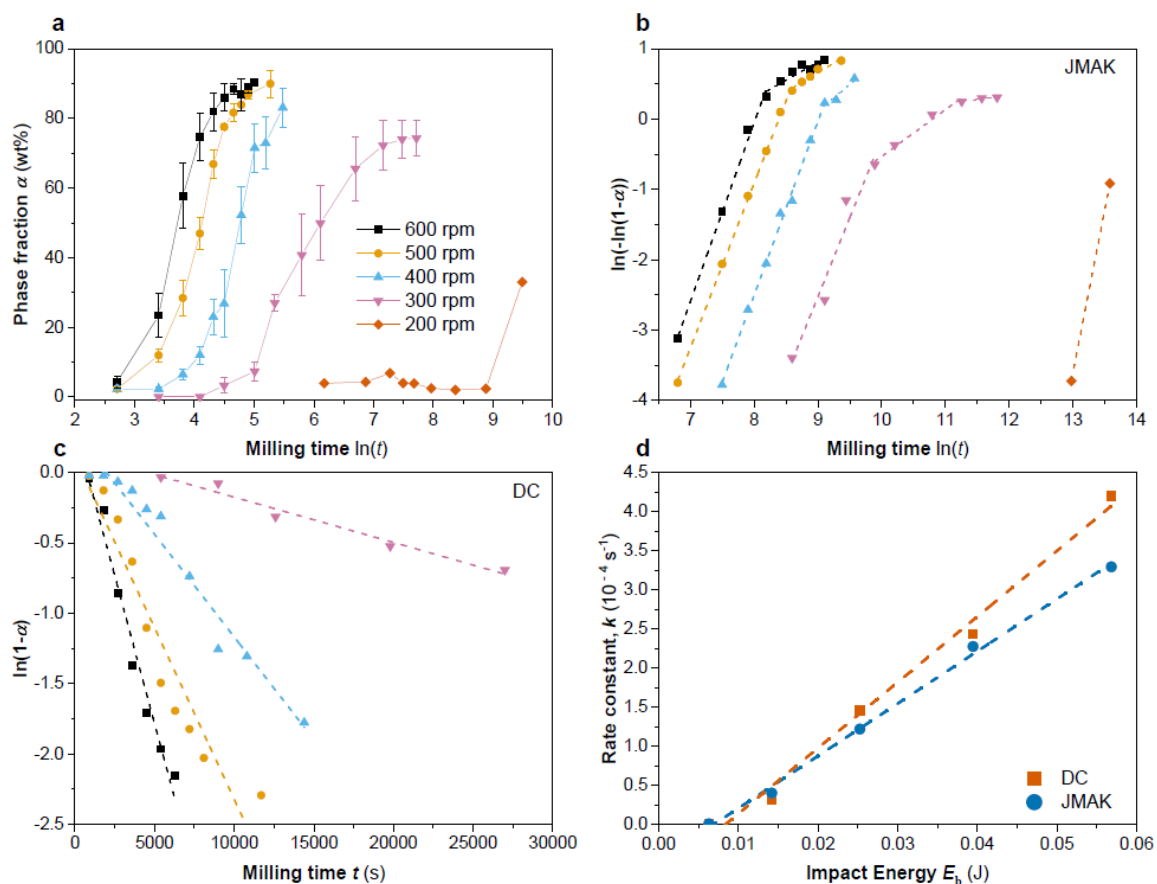 a
100
80
60
40
20
0
Phase fraction α (wt%)
600 rpm
500 rpm
400 rpm
300 rpm
200 rpm
2 3 4 5 6 7 8 9 10
Milling time ln(t)
b
JMAK
1
0
-1
-2
-3
-4
ln(-ln(1-α))
7 8 9 10 11 12 13 14
Milling time ln(t)
c
DC
0.0
-0.5
-1.0
-1.5
-2.0
-2.5
ln(1-α)
0 5000 10000 15000 20000 25000 30000
Milling time t (s)
d
4.5
4.0
3.5
3.0
2.5
2.0
1.5
1.0
0.5
0.0
Rate constant, k (10⁻⁴ s⁻¹)
DC
JMAK
0.00 0.01 0.02 0.03 0.04 0.05 0.06
Impact Energy Eb (J)